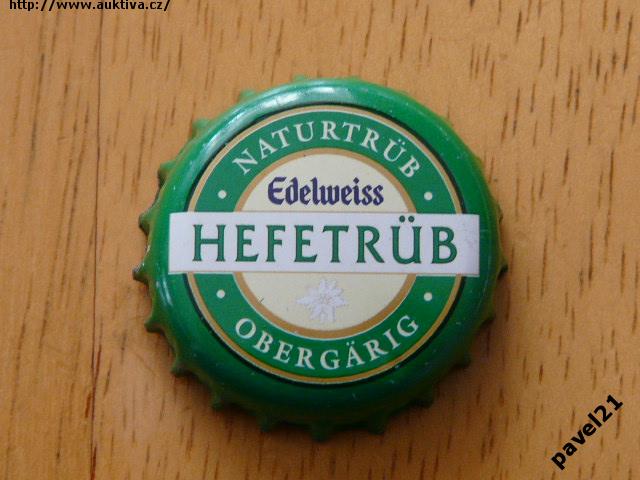 http://www.auktiva.cz/
NATURTRÜB
Edelweiss
HEFETRÜB
OBERGÄRIG
pavel21